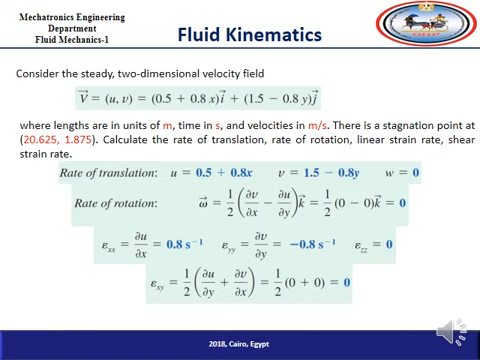 Mechatronics Engineering
Department
Fluid Mechanics-1
Fluid Kinematics
Consider the steady, two-dimensional velocity field
V⃗ = (u, v) = (0.5 + 0.8 x)i⃗ + (1.5 − 0.8 y)j⃗
where lengths are in units of m, time in s, and velocities in m/s. There is a stagnation point at
(20.625, 1.875). Calculate the rate of translation, rate of rotation, linear strain rate, shear
strain rate.
Rate of translation: u = 0.5 + 0.8x v = 1.5 − 0.8y w = 0
Rate of rotation: ω⃗ = 1/2 (∂v/∂x − ∂u/∂y) k⃗ = 1/2 (0 − 0)k⃗ = 0
εxx = ∂u/∂x = 0.8 s⁻¹ εyy = ∂v/∂y = −0.8 s⁻¹ εzz = 0
εxy = 1/2 (∂u/∂y + ∂v/∂x) = 1/2 (0 + 0) = 0
2018, Cairo, Egypt